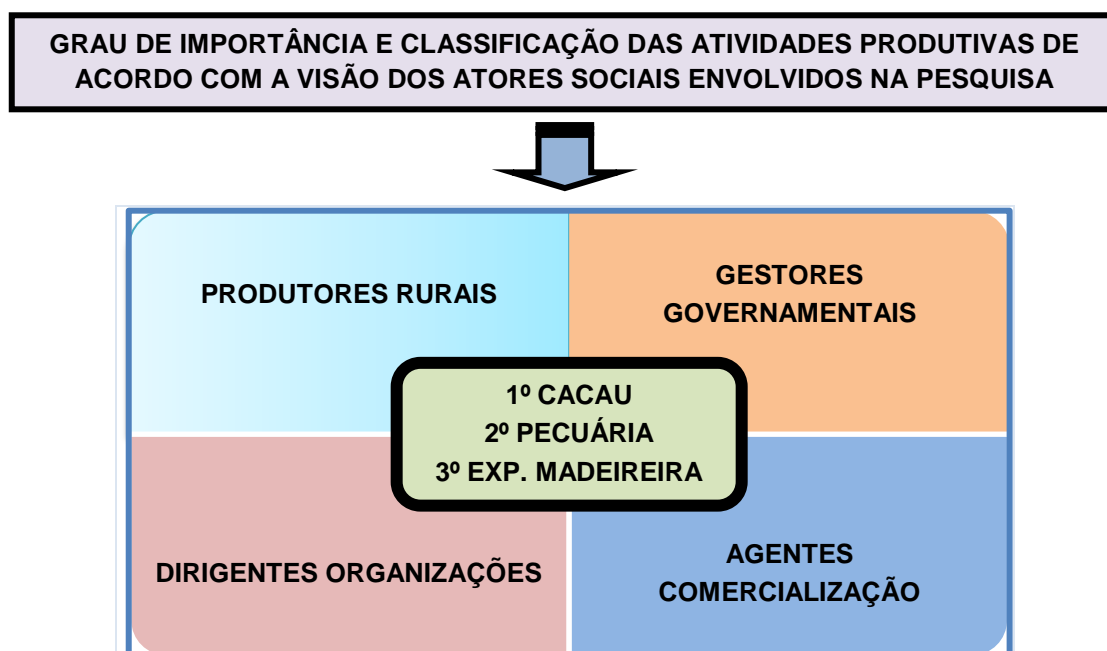 GRAU DE IMPORTÂNCIA E CLASSIFICAÇÃO DAS ATIVIDADES PRODUTIVAS DE
ACORDO COM A VISÃO DOS ATORES SOCIAIS ENVOLVIDOS NA PESQUISA
PRODUTORES RURAIS
GESTORES
GOVERNAMENTAIS
1º CACAU
2º PECUÁRIA
3º EXP. MADEIREIRA
DIRIGENTES ORGANIZAÇÕES
AGENTES
COMERCIALIZAÇÃO